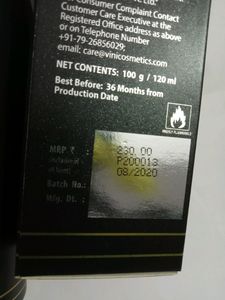 Consumer Complaint Contact
Customer Care Executive at the
Registered Office address as above
or on Telephone Number
+91-79-26856029;
email: care@vinicosmetics.com
NET CONTENTS: 100 g / 120 ml
Best Before: 36 Months from
Production Date
HIGHLY FLAMMABLE
MRP ₹ : 230.00
Batch No.: P200013
Mfg. Dt. : 08/2020